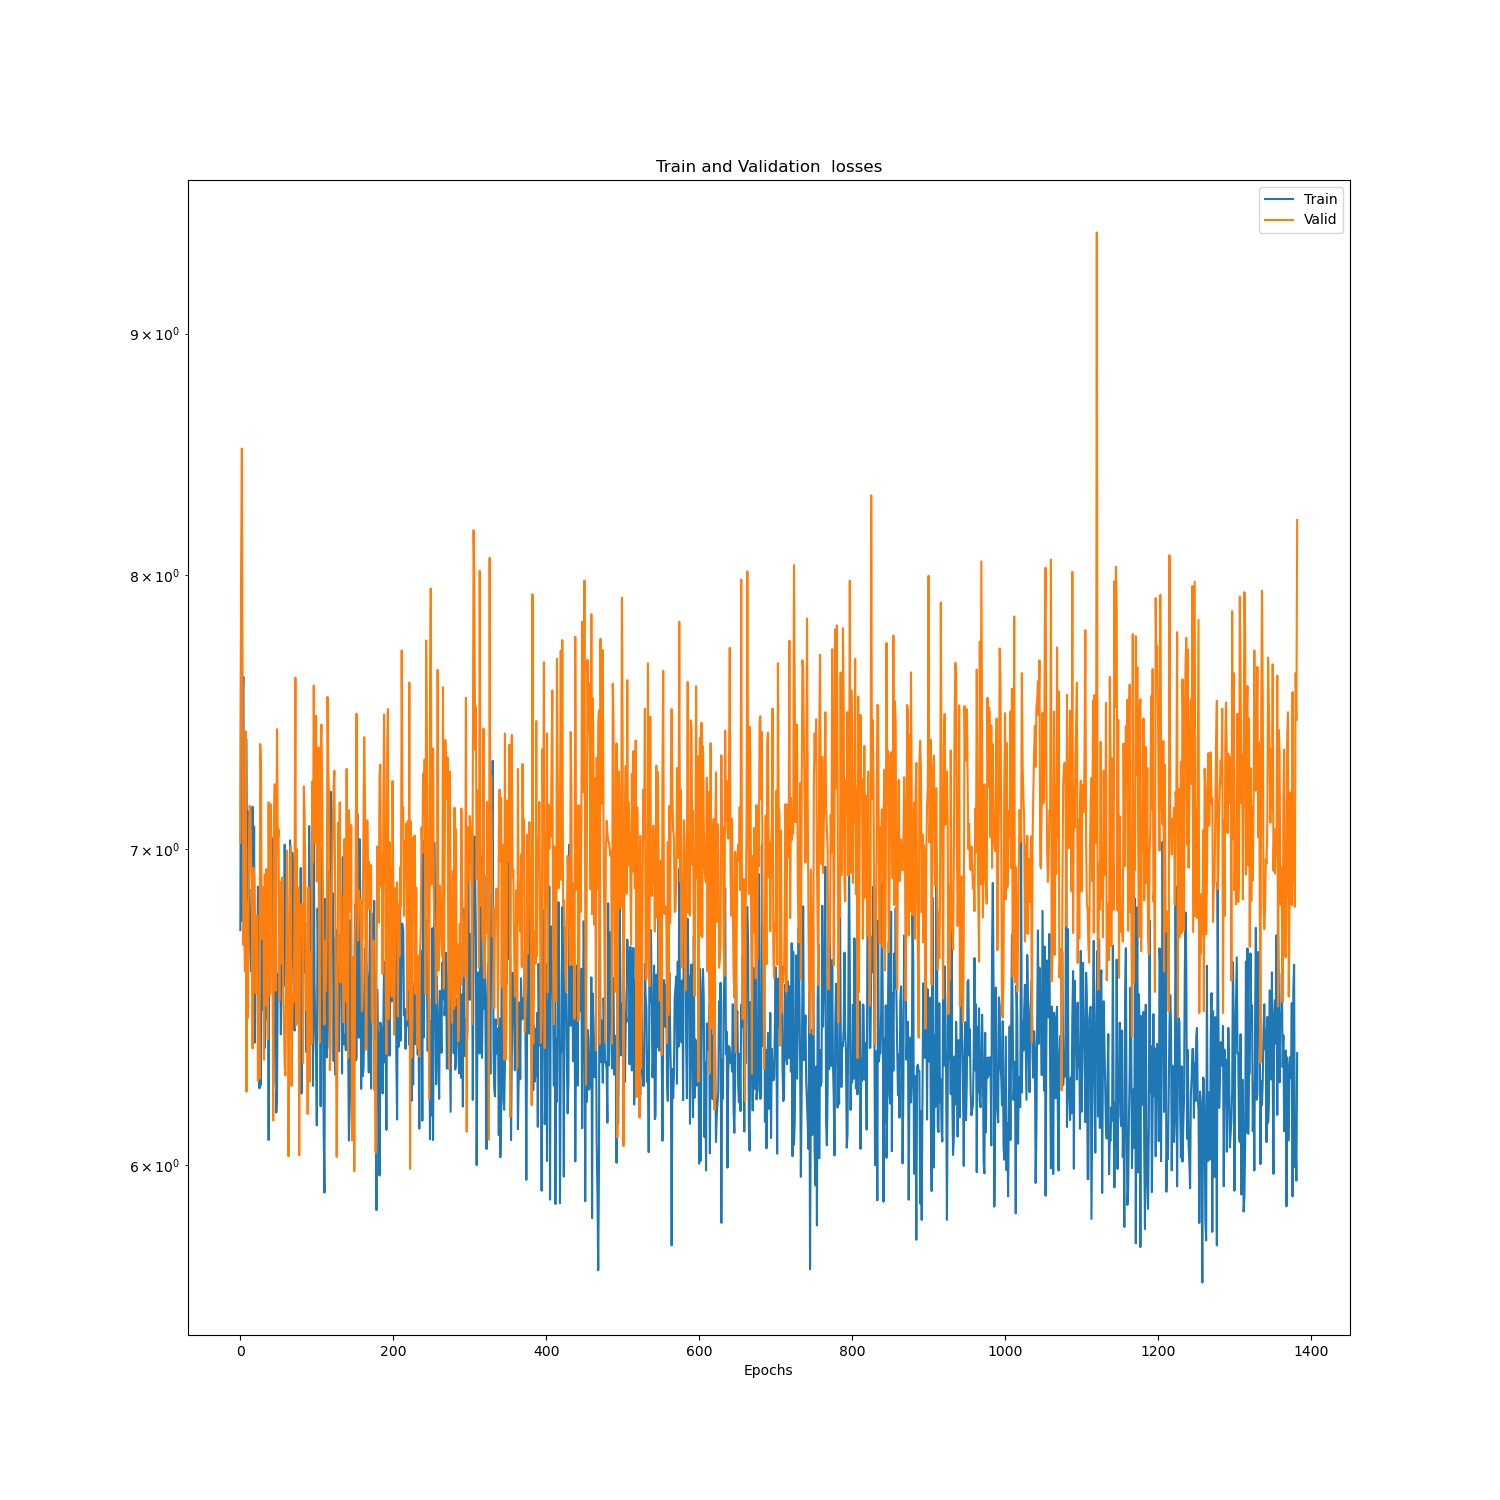 Train and Validation  losses
Train
Valid
9 × 10⁰
8 × 10⁰
7 × 10⁰
6 × 10⁰
0 200 400 600 800 1000 1200 1400
Epochs